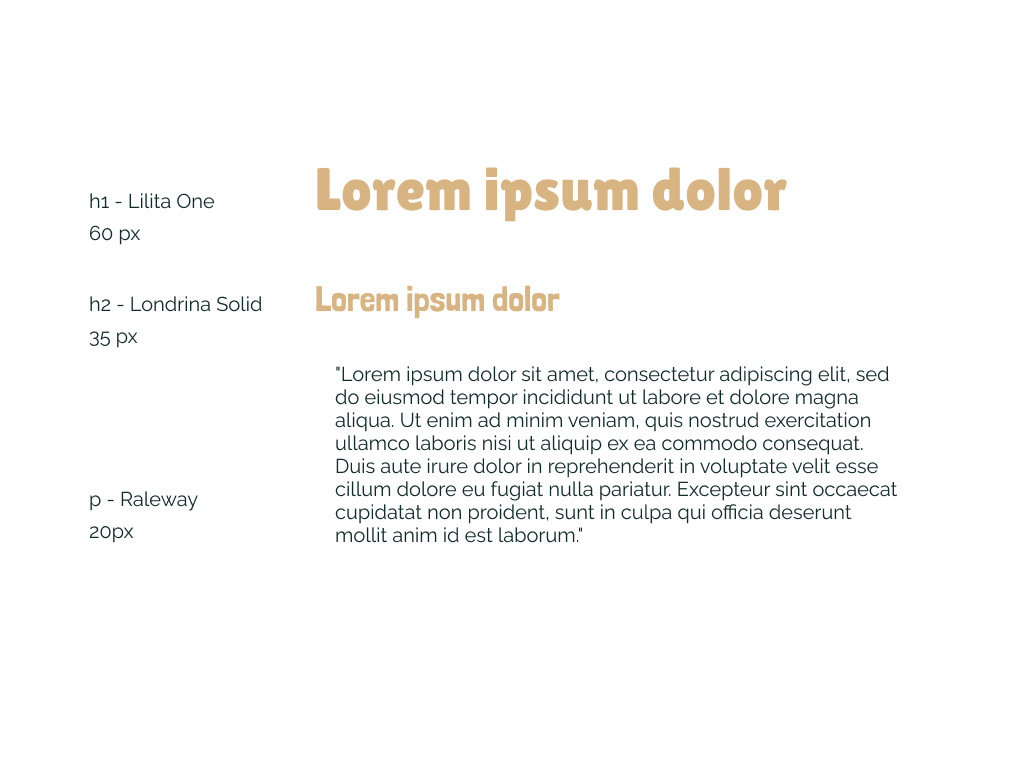 h1 - Lilita One
60 px
Lorem ipsum dolor
h2 - Londrina Solid
35 px
Lorem ipsum dolor
p - Raleway
20px
"Lorem ipsum dolor sit amet, consectetur adipiscing elit, sed
do eiusmod tempor incididunt ut labore et dolore magna
aliqua. Ut enim ad minim veniam, quis nostrud exercitation
ullamco laboris nisi ut aliquip ex ea commodo consequat.
Duis aute irure dolor in reprehenderit in voluptate velit esse
cillum dolore eu fugiat nulla pariatur. Excepteur sint occaecat
cupidatat non proident, sunt in culpa qui officia deserunt
mollit anim id est laborum."